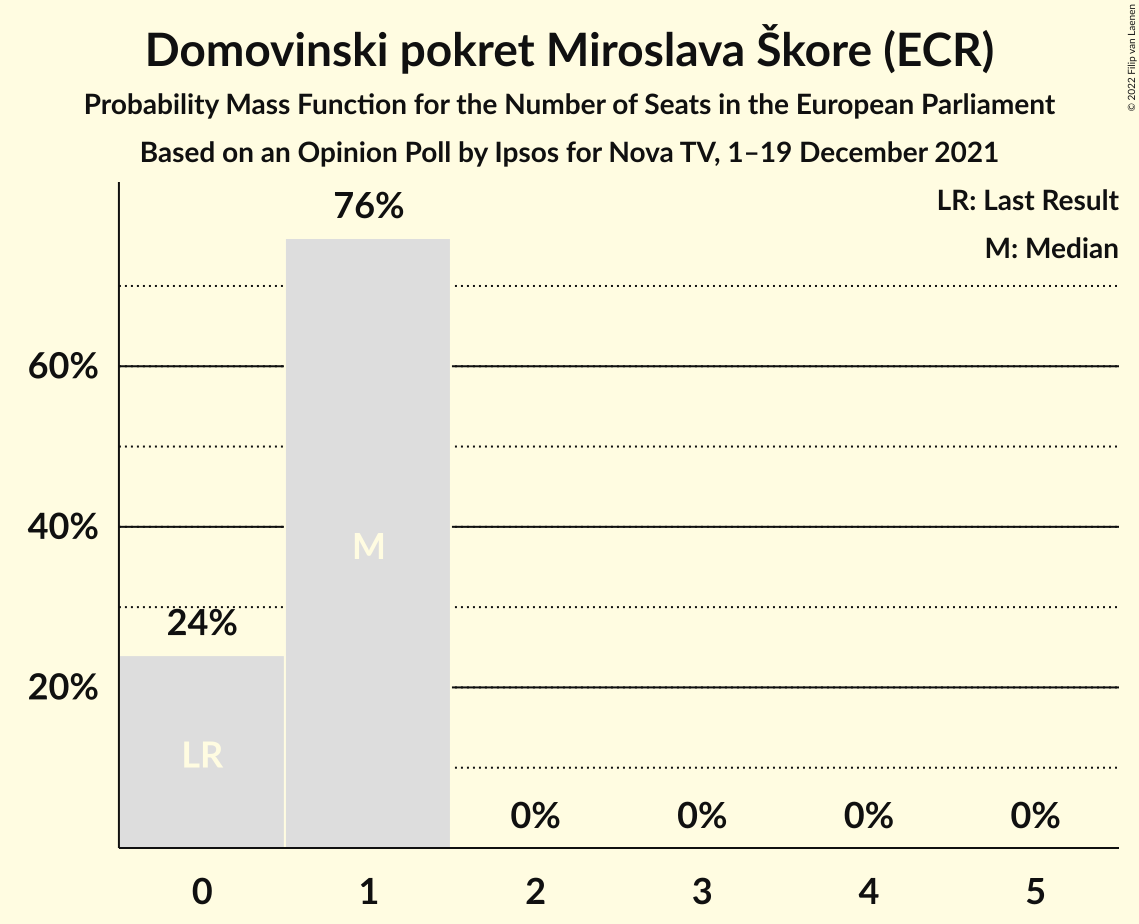 Domovinski pokret Miroslava Škore (ECR)
Probability Mass Function for the Number of Seats in the European Parliament
Based on an Opinion Poll by Ipsos for Nova TV, 1–19 December 2021
© 2022 Filip van Laenen
LR: Last Result
M: Median
76%
60%
40%
M
24%
20%
LR
0% 0% 0% 0%
0 1 2 3 4 5